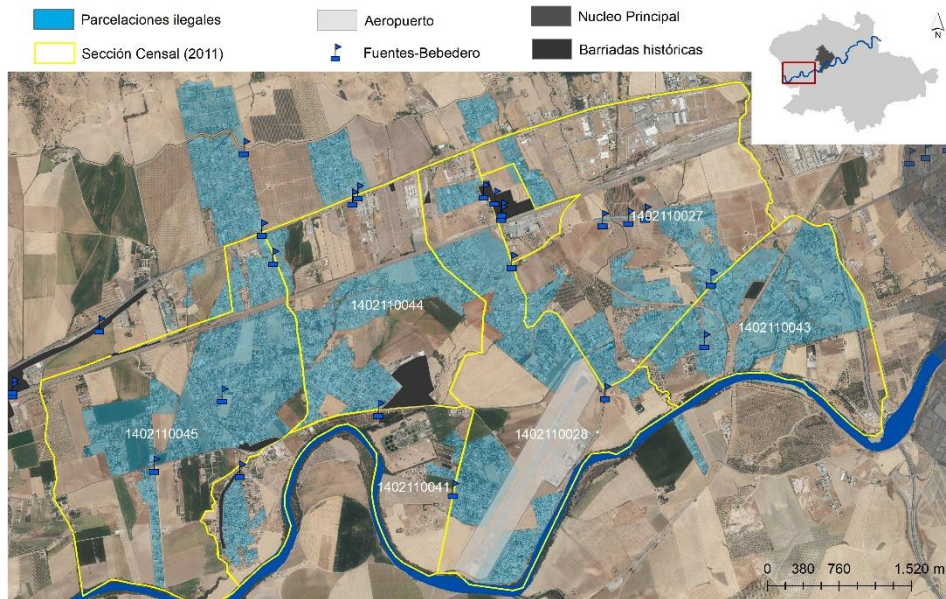 Parcelaciones ilegales
Aeropuerto
Nucleo Principal
Sección Censal (2011)
Fuentes-Bebedero
Barriadas históricas
N
1402110027
1402110044
1402110043
1402110045
1402110028
1402110041
0 380 760 1.520 m